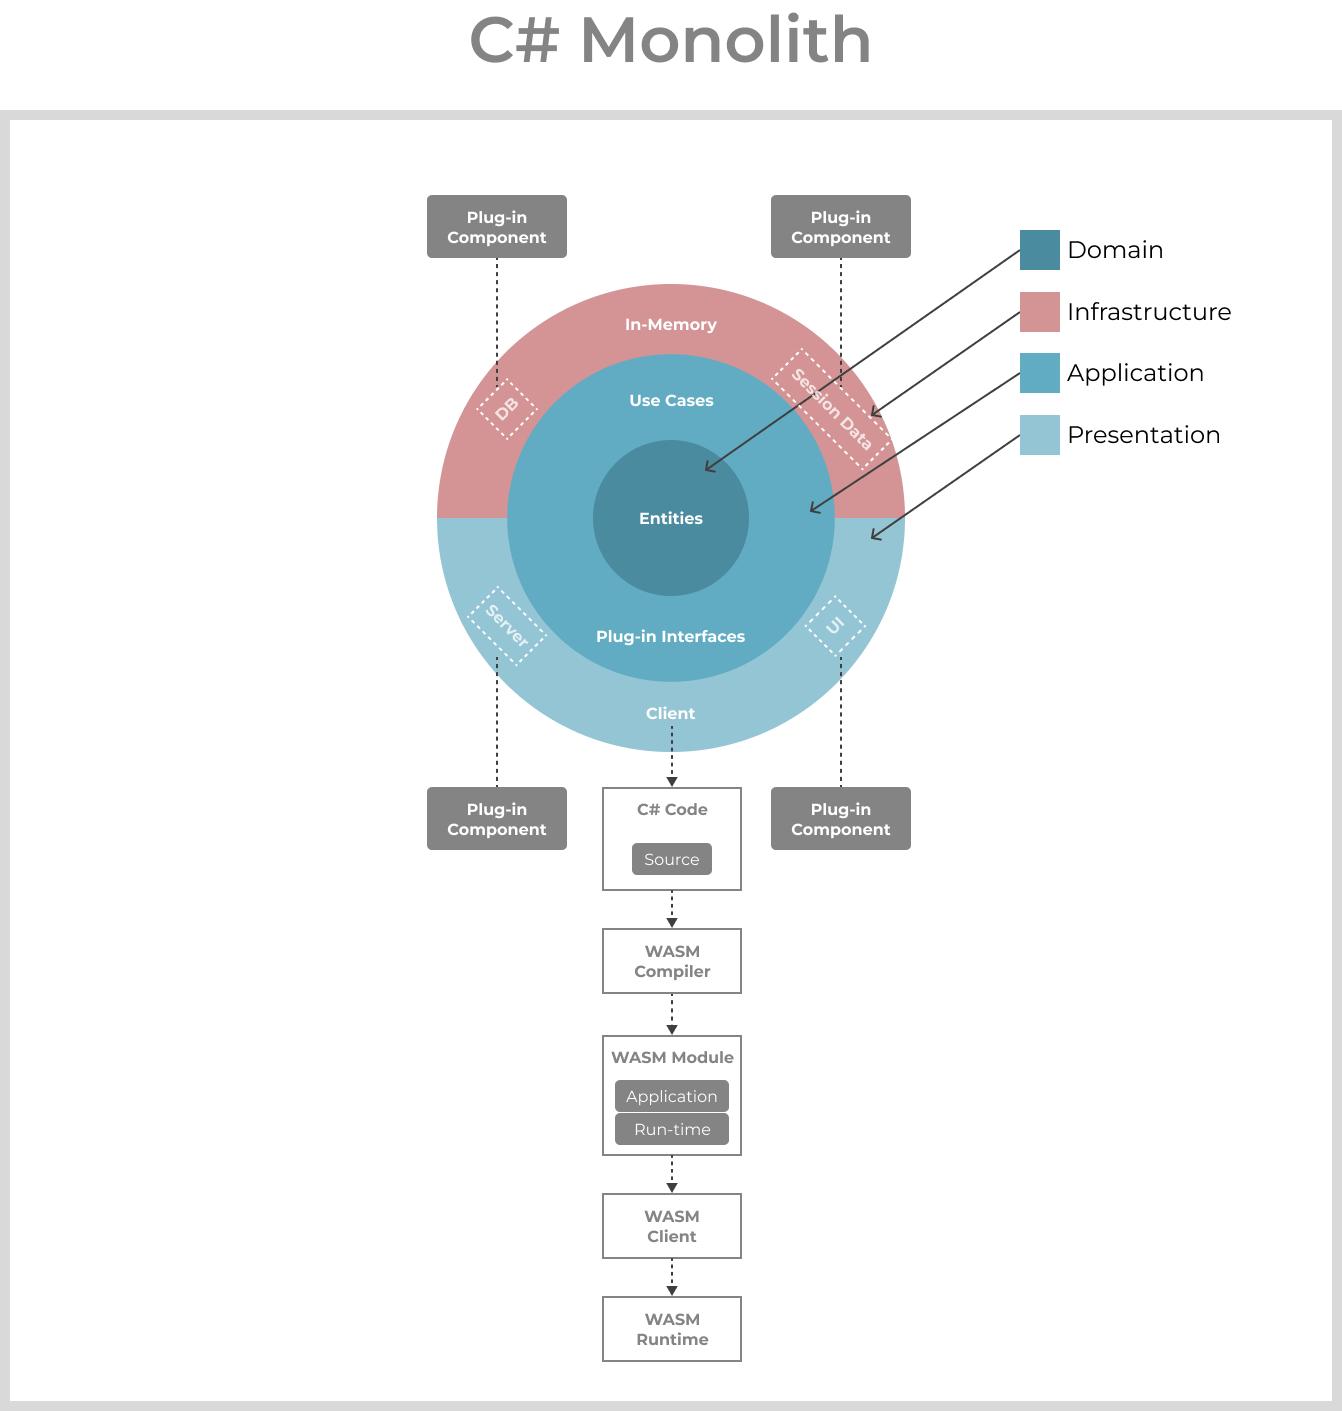 C# Monolith
Plug-in
Component
Plug-in
Component
Domain
Infrastructure
Application
Presentation
In-Memory
DB
Session Data
Use Cases
Entities
Server
UI
Plug-in Interfaces
Client
Plug-in
Component
C# Code
Source
Plug-in
Component
WASM
Compiler
WASM Module
Application
Run-time
WASM
Client
WASM
Runtime